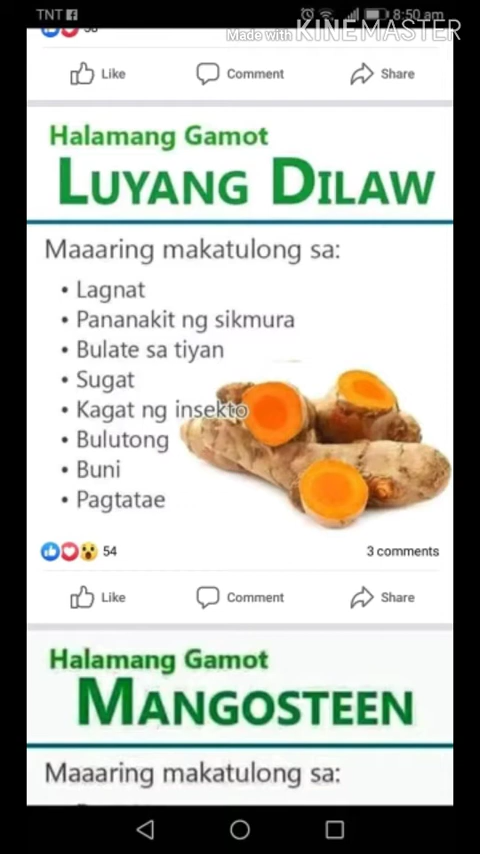 TNT
8:50 am
Made with KINEMASTER
58
Like Comment Share
Halamang Gamot
LUYANG DILAW
Maaaring makatulong sa:
• Lagnat
• Pananakit ng sikmura
• Bulate sa tiyan
• Sugat
• Kagat ng insekto
• Bulutong
• Buni
• Pagtatae
54 3 comments
Like Comment Share
Halamang Gamot
MANGOSTEEN
Maaaring makatulong sa: